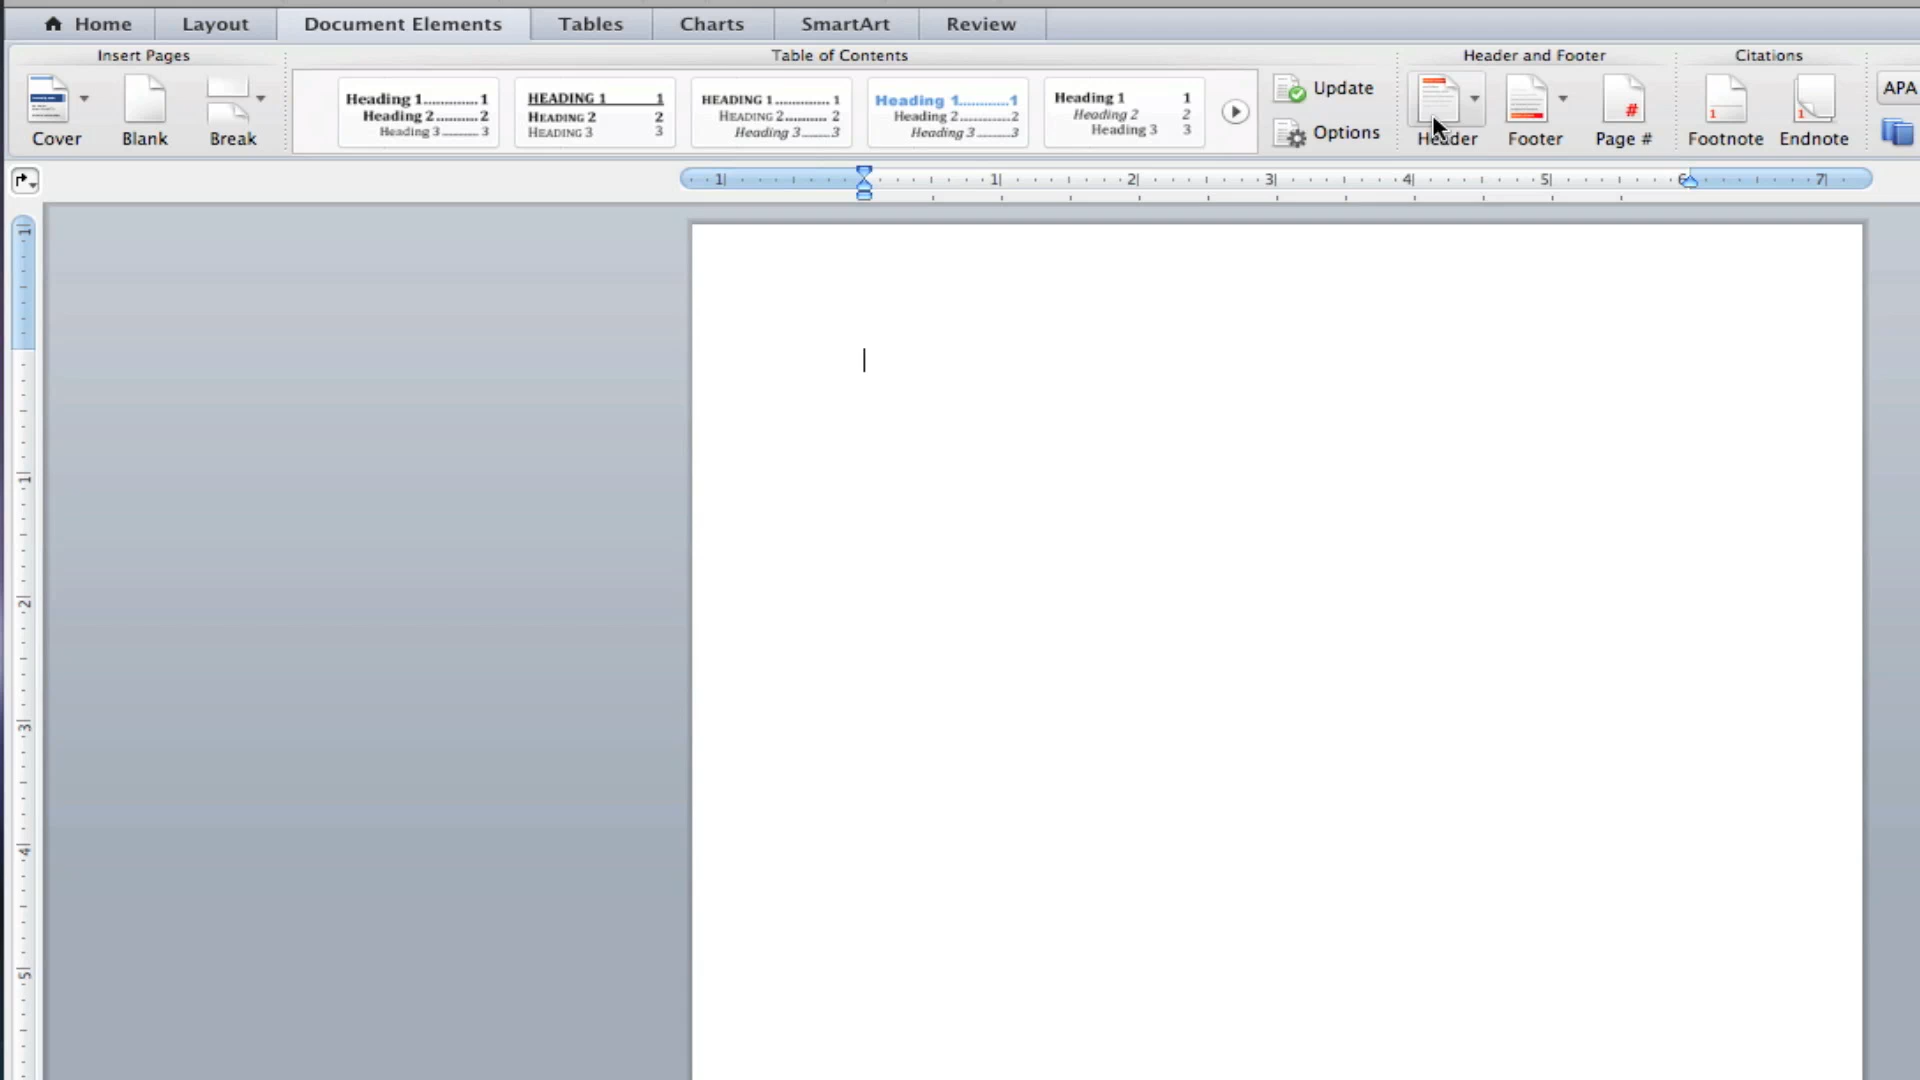 Home Layout Document Elements Tables Charts SmartArt Review
Insert Pages Table of Contents Header and Footer Citations
Cover Blank Break
Heading 1 1
Heading 2 2
Heading 3 3
HEADING 1 1
HEADING 2 2
HEADING 3 3
HEADING 1 1
HEADING 2 2
Heading 3 3
Heading 1 1
Heading 2 2
Heading 3 3
Heading 1 1
Heading 2 2
Heading 3 3
Update
Options
Header Footer Page #
Footnote Endnote
APA
1 1 2 3 4 5 6 7
1
1
2
3
4
5